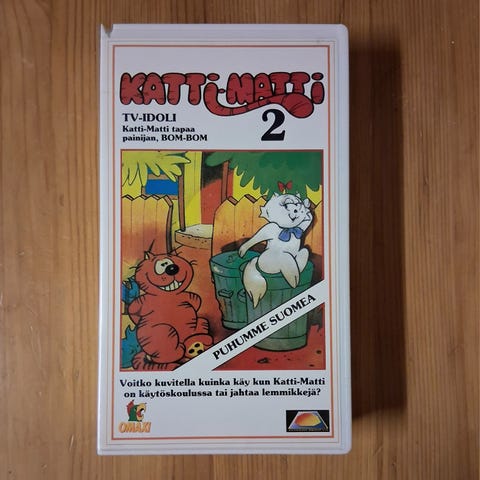 KATTI-MATTI
2
TV-IDOLI
Katti-Matti tapaa
painijan, BOM-BOM
PUHUMME SUOMEA
Voitko kuvitella kuinka käy kun Katti-Matti
on käytöskoulussa tai jahtaa lemmikkejä?
OMAXI